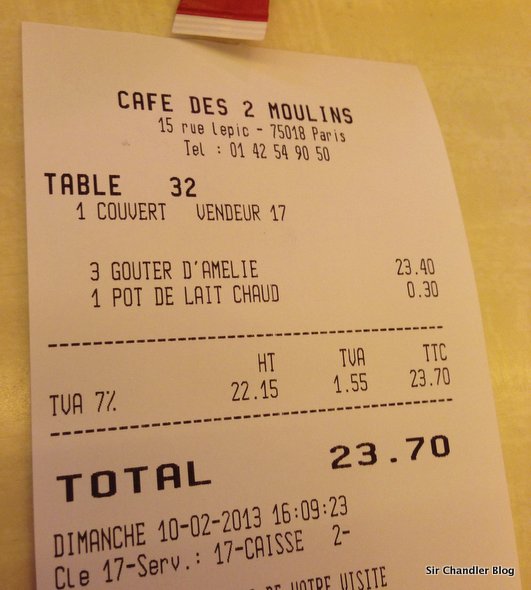 CAFE DES 2 MOULINS
15 rue Lepic - 75018 Paris
Tel : 01 42 54 90 50
TABLE 32
1 COUVERT VENDEUR 17
3 GOUTER D'AMELIE 23.40
1 POT DE LAIT CHAUD 0.30
HT TVA TTC
TVA 7% 22.15 1.55 23.70
TOTAL 23.70
DIMANCHE 10-02-2013 16:09:23
Cle 17-Serv.: 17-CAISSE 2-
DE VOTRE VISITE
Sir Chandler Blog